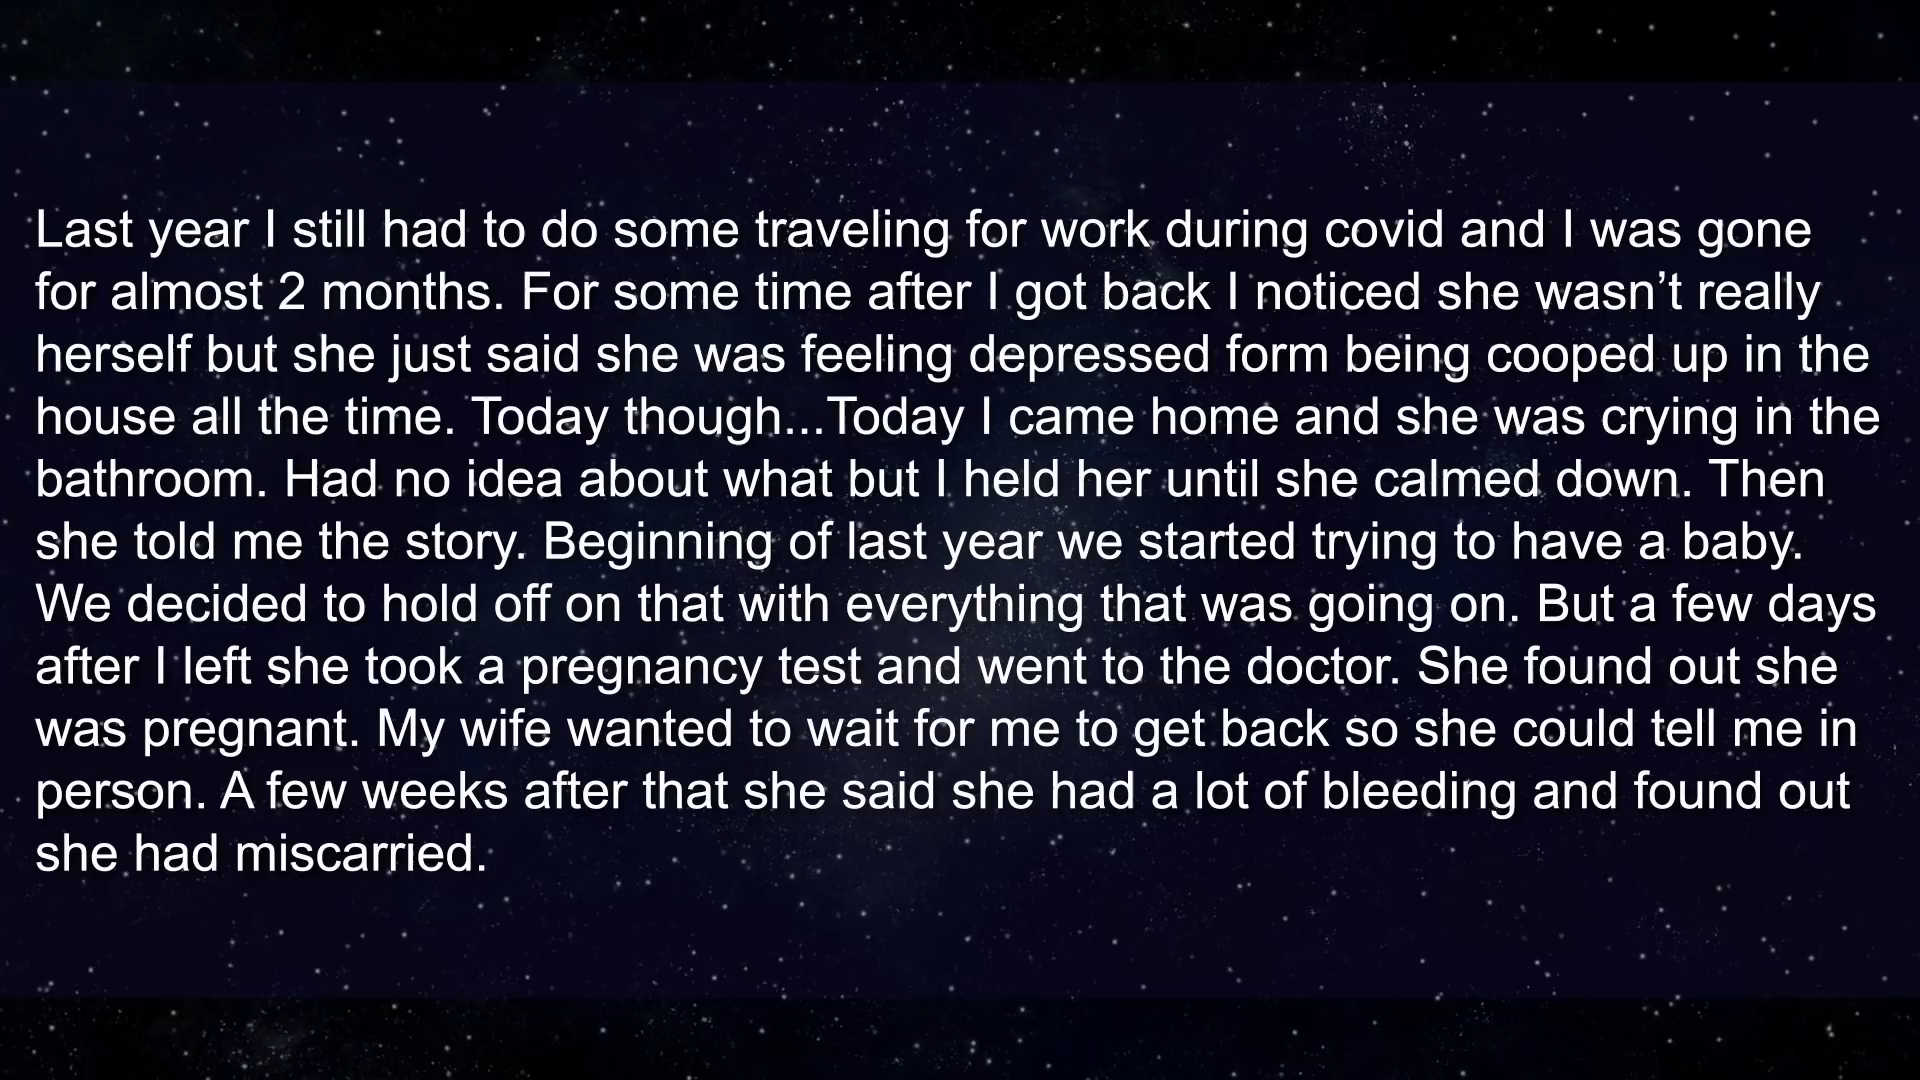 Last year I still had to do some traveling for work during covid and I was gone
for almost 2 months. For some time after I got back I noticed she wasn’t really
herself but she just said she was feeling depressed form being cooped up in the
house all the time. Today though...Today I came home and she was crying in the
bathroom. Had no idea about what but I held her until she calmed down. Then
she told me the story. Beginning of last year we started trying to have a baby.
We decided to hold off on that with everything that was going on. But a few days
after I left she took a pregnancy test and went to the doctor. She found out she
was pregnant. My wife wanted to wait for me to get back so she could tell me in
person. A few weeks after that she said she had a lot of bleeding and found out
she had miscarried.